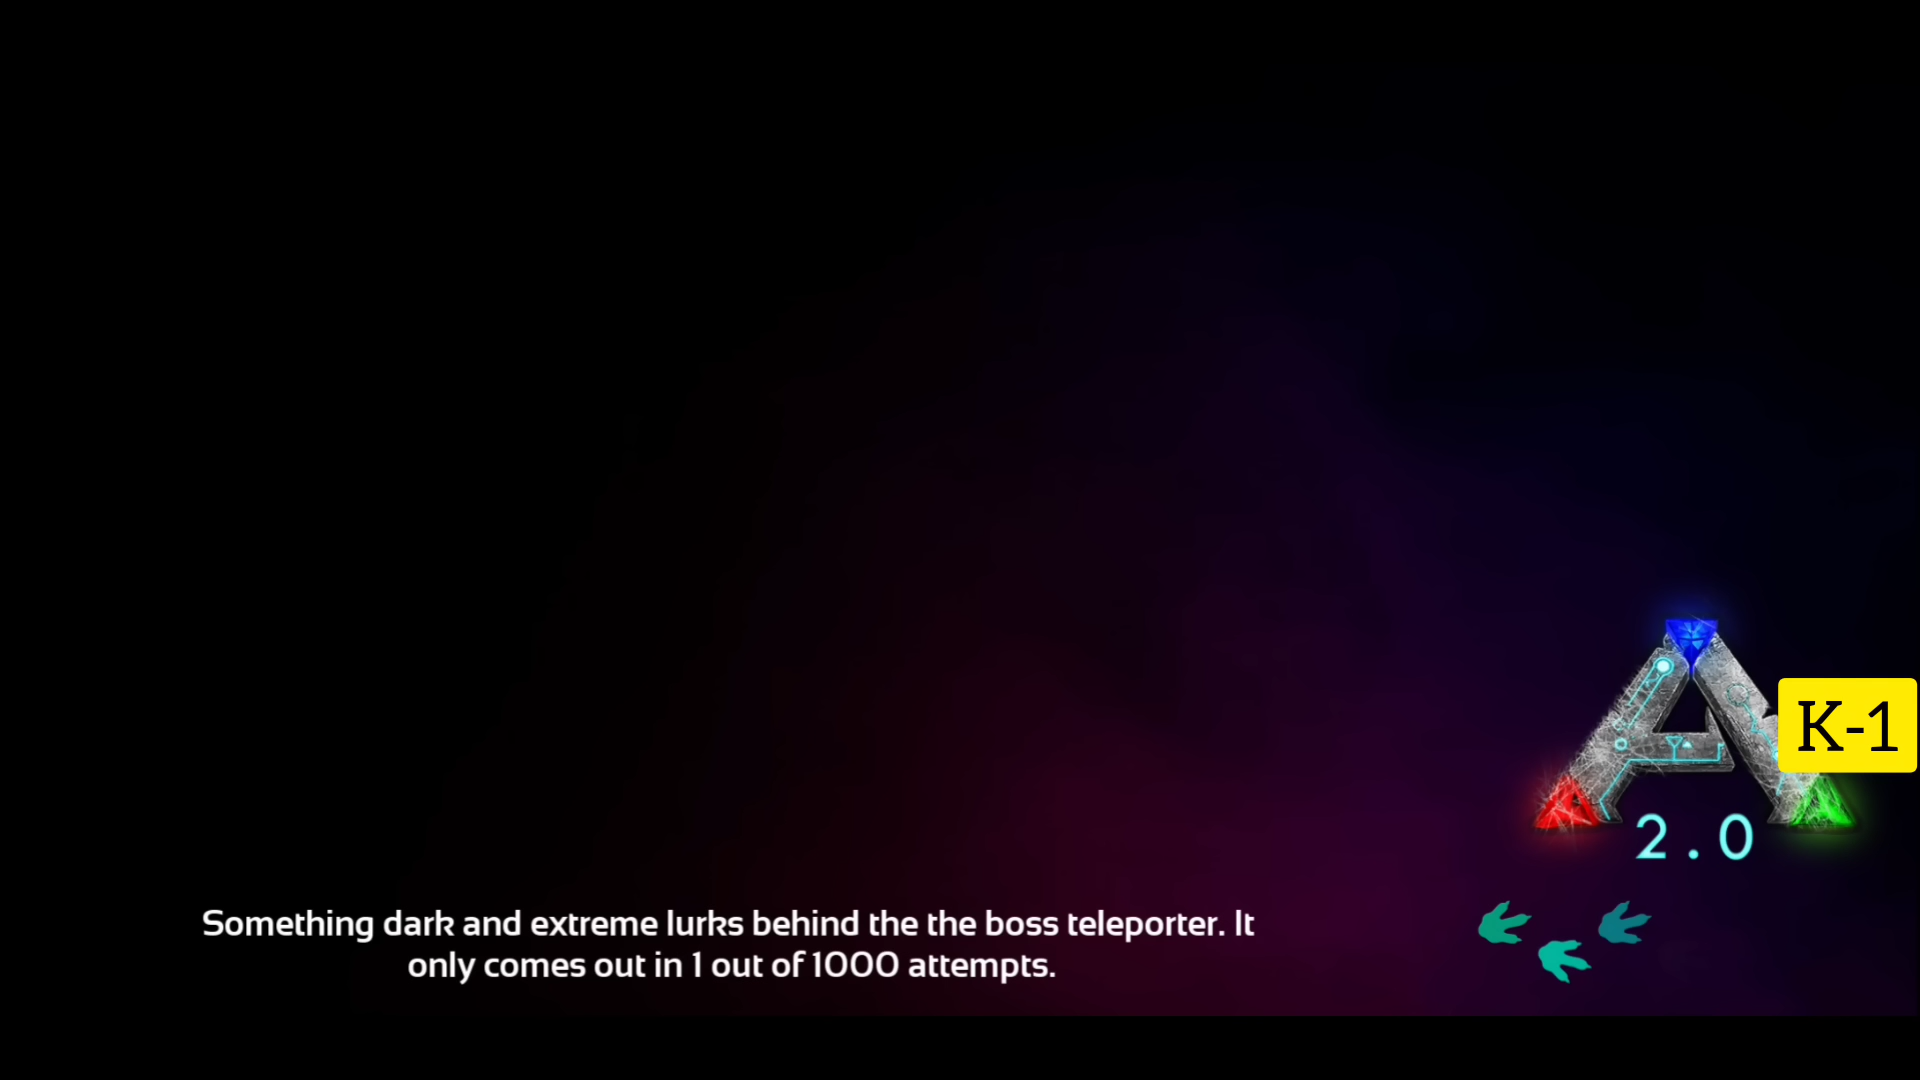 K-1
2.0
Something dark and extreme lurks behind the the boss teleporter. It
only comes out in 1 out of 1000 attempts.